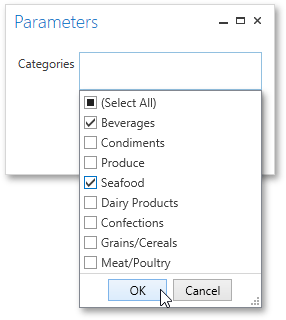 Parameters
Categories
(Select All)
Beverages
Condiments
Produce
Seafood
Dairy Products
Confections
Grains/Cereals
Meat/Poultry
OK Cancel